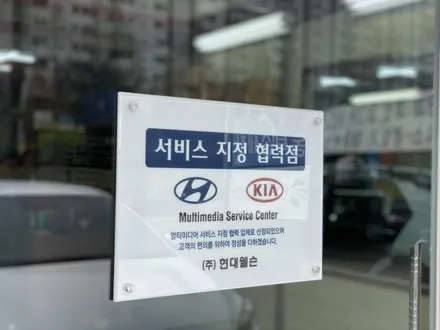 서비스 지정 협력점
HYUNDAI
KIA
Multimedia Service Center
멀티미디어 서비스 지정 협력 업체로 선정되었으며
고객의 편의를 위하여 정성을 다하겠습니다.
(주) 현대웰슨